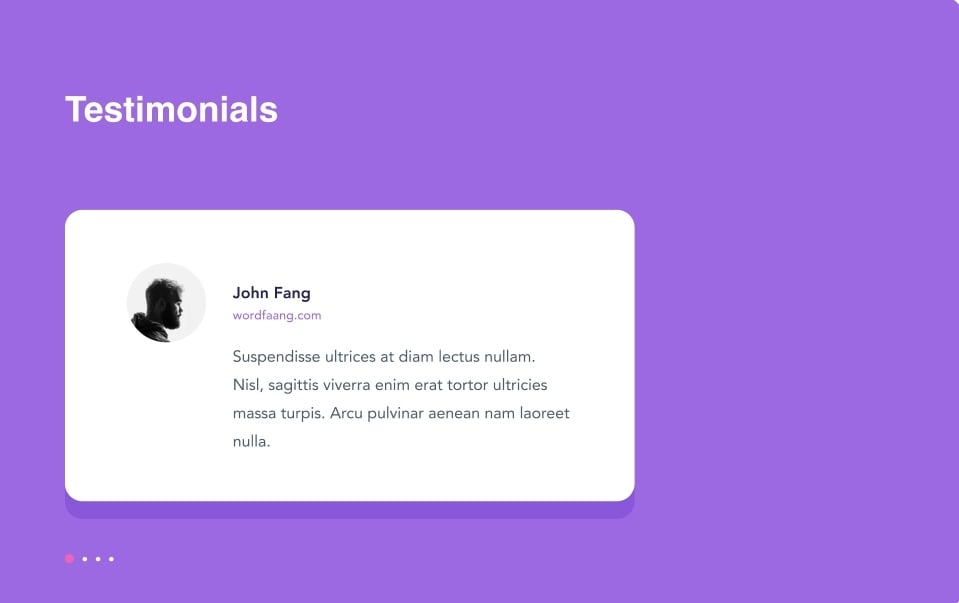 Testimonials
John Fang
wordfaang.com
Suspendisse ultrices at diam lectus nullam.
Nisl, sagittis viverra enim erat tortor ultricies
massa turpis. Arcu pulvinar aenean nam laoreet
nulla.